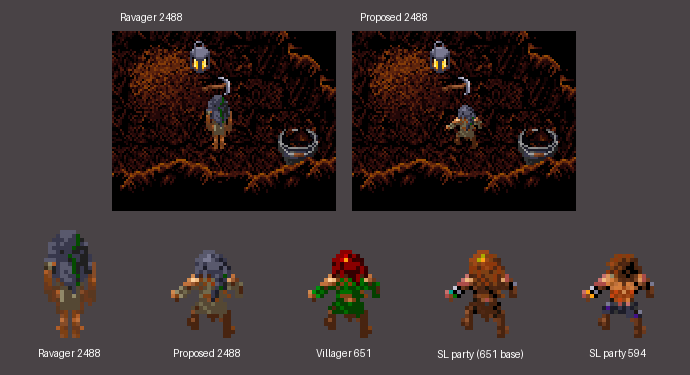 Ravager 2488
Proposed 2488
Ravager 2488
Proposed 2488
Villager 651
SL party (651 base)
SL party 594